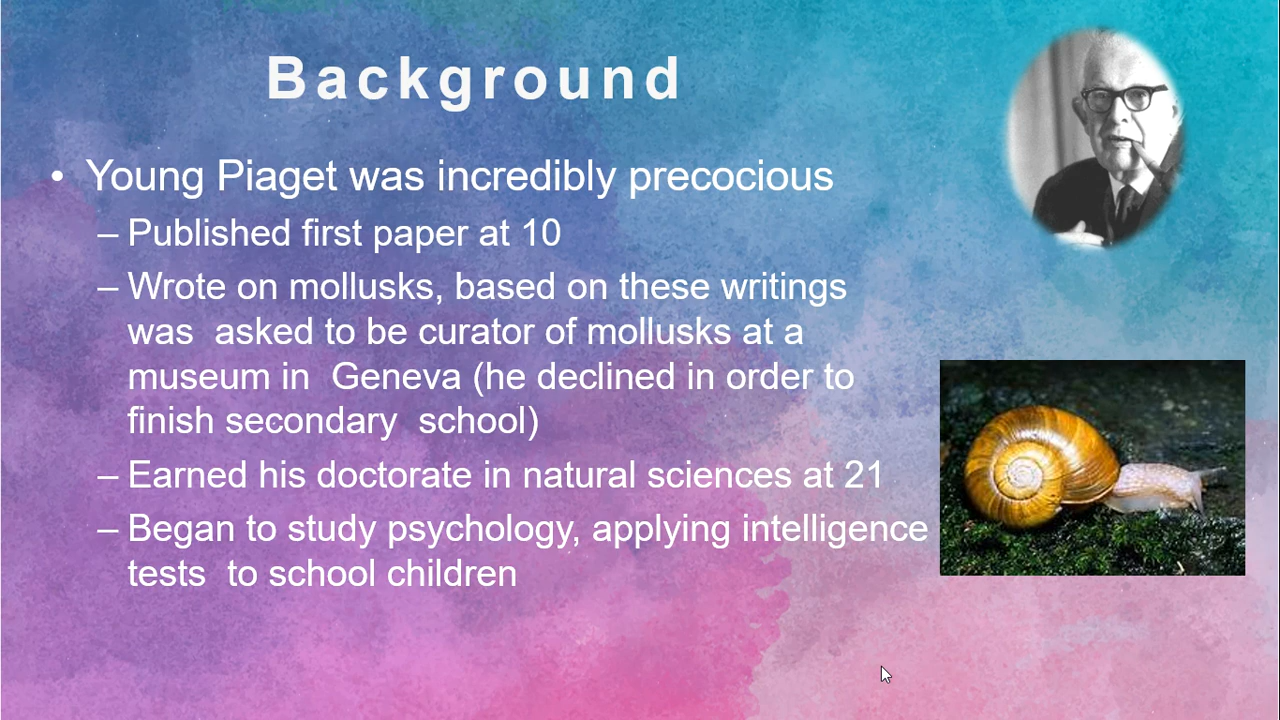 Background
• Young Piaget was incredibly precocious
– Published first paper at 10
– Wrote on mollusks, based on these writings
was  asked to be curator of mollusks at a
museum in  Geneva (he declined in order to
finish secondary  school)
– Earned his doctorate in natural sciences at 21
– Began to study psychology, applying intelligence
tests  to school children